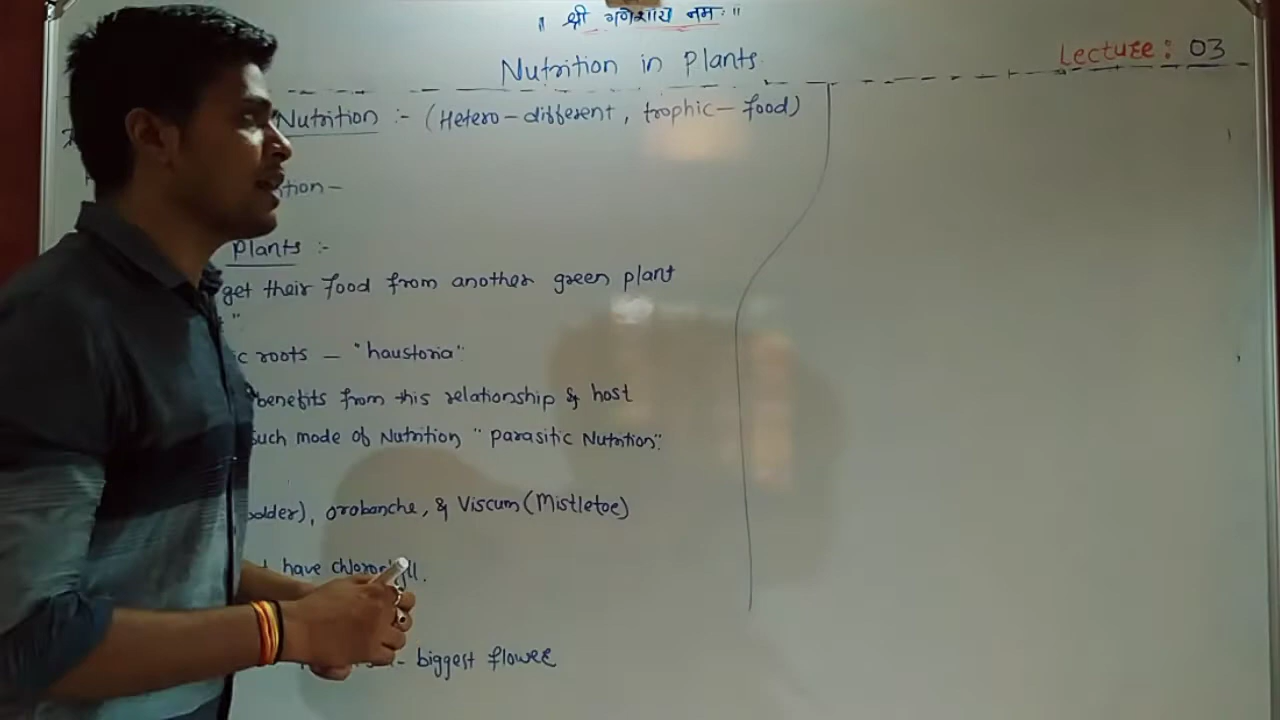 ॥ श्री गणेशाय नमः ॥
Nutrition in Plants
Lecture: 03
Nutrition :- (Hetero-different, trophic-food)
tion-
Plants :-
get their food from another green plant
"
c roots - "haustoria"
benefits from this relationship & host
Such mode of Nutrition "Parasitic Nutrition".
odder), orobanche, & Viscum (Mistletoe)
have chlorophyll.
- biggest flower